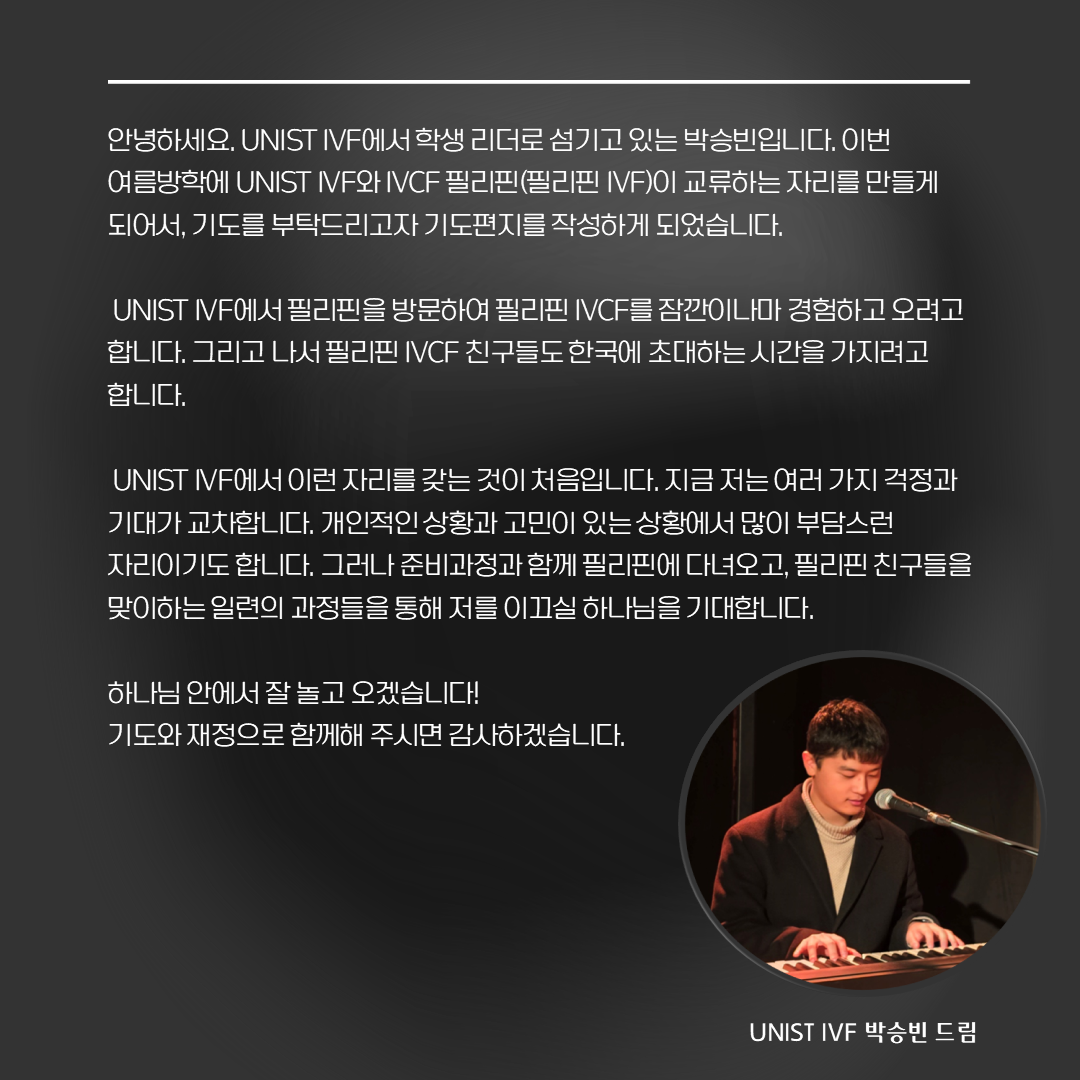 안녕하세요. UNIST IVF에서 학생 리더로 섬기고 있는 박승빈입니다. 이번
여름방학에 UNIST IVF와 IVCF 필리핀(필리핀 IVF)이 교류하는 자리를 만들게
되어서, 기도를 부탁드리고자 기도편지를 작성하게 되었습니다.
UNIST IVF에서 필리핀을 방문하여 필리핀 IVCF를 잠깐이나마 경험하고 오려고
합니다. 그리고 나서 필리핀 IVCF 친구들도 한국에 초대하는 시간을 가지려고
합니다.
UNIST IVF에서 이런 자리를 갖는 것이 처음입니다. 지금 저는 여러 가지 걱정과
기대가 교차합니다. 개인적인 상황과 고민이 있는 상황에서 많이 부담스런
자리이기도 합니다. 그러나 준비과정과 함께 필리핀에 다녀오고, 필리핀 친구들을
맞이하는 일련의 과정들을 통해 저를 이끄실 하나님을 기대합니다.
하나님 안에서 잘 놀고 오겠습니다!
기도와 재정으로 함께해 주시면 감사하겠습니다.
UNIST IVF 박승빈 드림